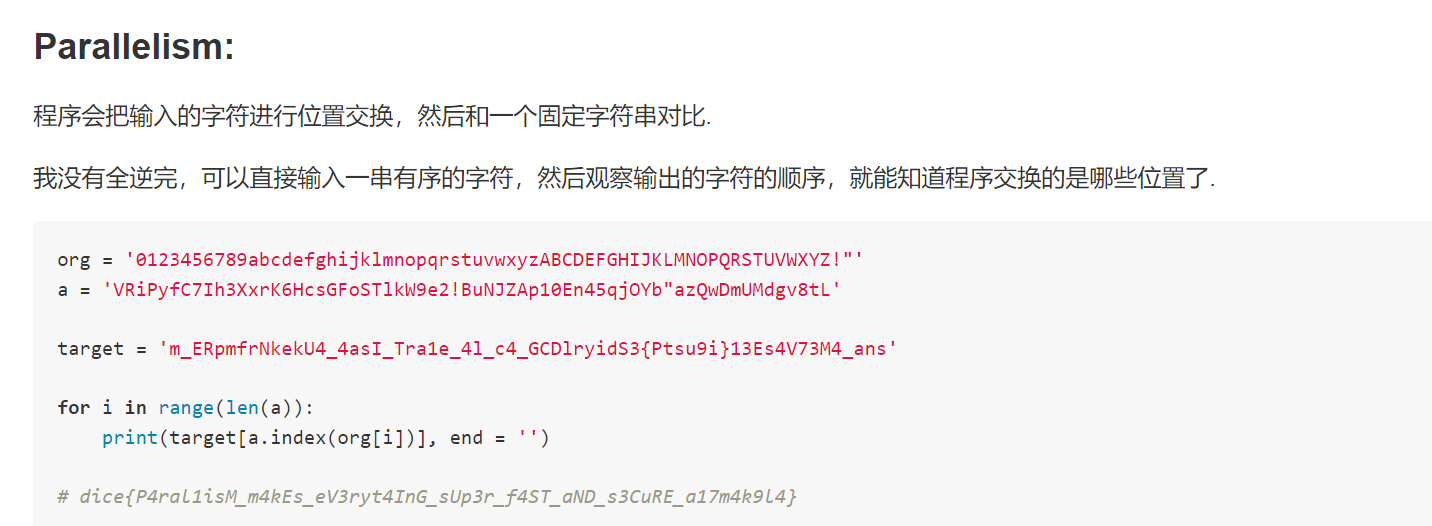 Parallelism:
程序会把输入的字符进行位置交换，然后和一个固定字符串对比.
我没有全逆完，可以直接输入一串有序的字符，然后观察输出的字符的顺序，就能知道程序交换的是哪些位置了.
org = '0123456789abcdefghijklmnopqrstuvwxyzABCDEFGHIJKLMNOPQRSTUVWXYZ!"'
a = 'VRiPyfC7Ih3XxrK6HcsGFoSTlkW9e2!BuNJZAp10En45qjOYb"azQwDmUMdgv8tL'
target = 'm_ERpmfrNkekU4_4asI_Tra1e_4l_c4_GCDlryidS3{Ptsu9i}13Es4V73M4_ans'
for i in range(len(a)):
    print(target[a.index(org[i])], end = '')
# dice{P4ral1isM_m4kEs_eV3ryt4InG_sUp3r_f4ST_aND_s3CuRE_a17m4k9l4}